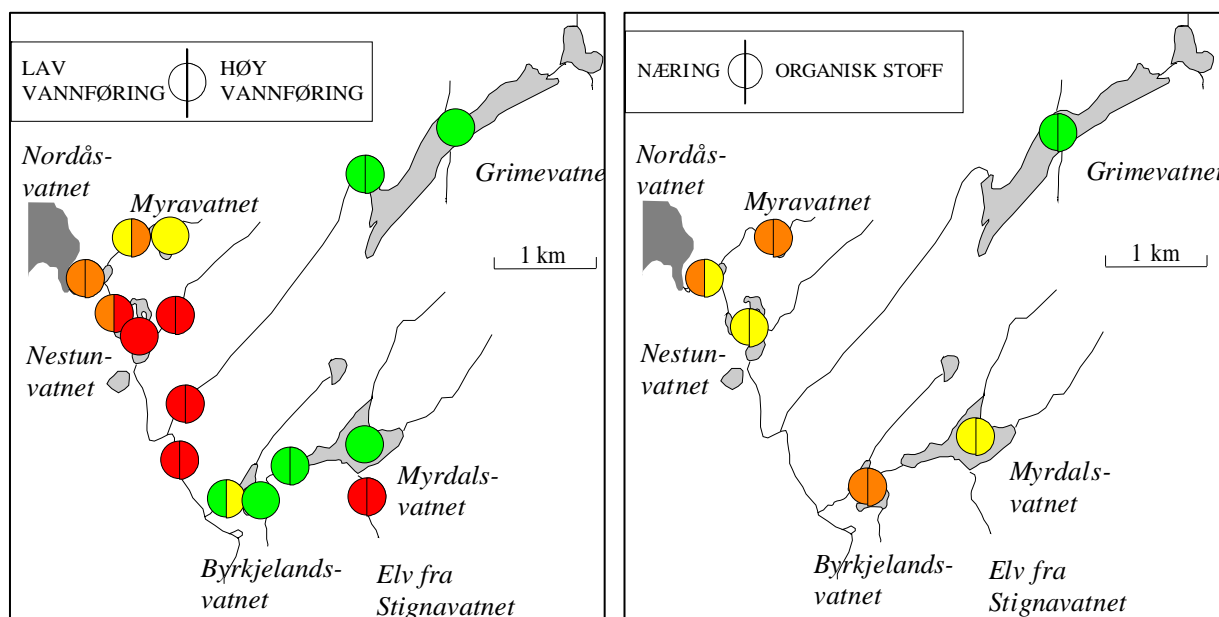 LAV
VANNFØRING
HØY
VANNFØRING
Nordås-
vatnet
Myravatnet
Grimevatne
1 km
Nestun-
vatnet
Myrdals-
vatnet
Byrkjelands-
vatnet
Elv fra
Stignavatnet
NÆRING
ORGANISK STOFF
Nordås-
vatnet
Myravatnet
Grimevatnet
1 km
Nestun-
vatnet
Myrdals-
vatnet
Byrkjelands-
vatnet
Elv fra
Stignavatnet